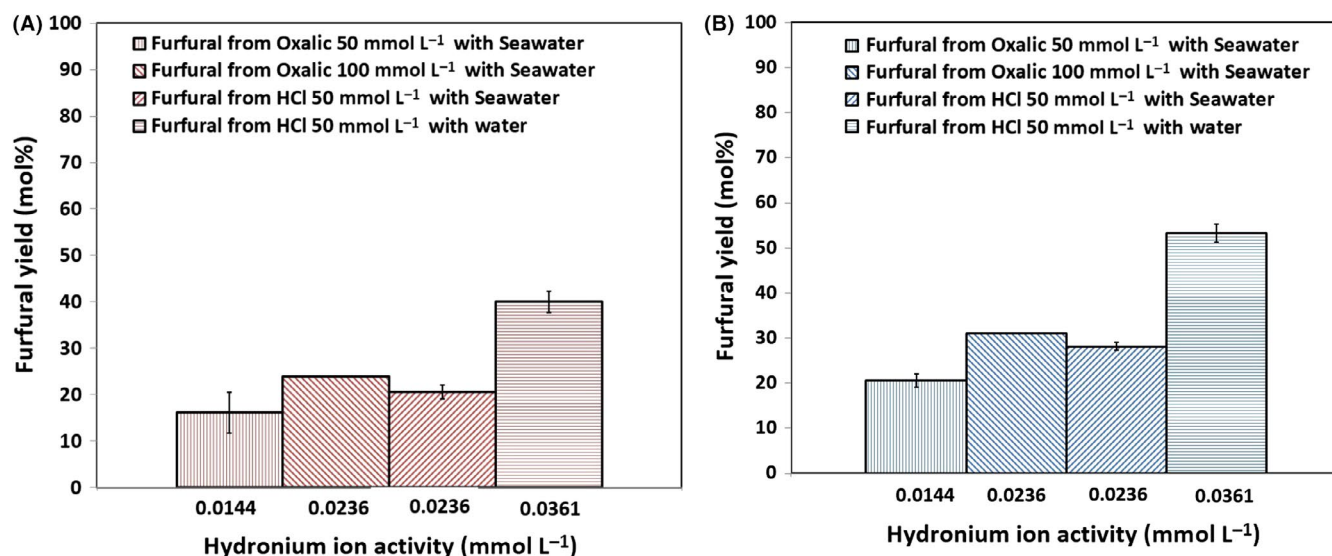 (A)
Furfural from Oxalic 50 mmol L⁻¹ with Seawater
Furfural from Oxalic 100 mmol L⁻¹ with Seawater
Furfural from HCl 50 mmol L⁻¹ with Seawater
Furfural from HCl 50 mmol L⁻¹ with water
Furfural yield (mol%)
100
90
80
70
60
50
40
30
20
10
0
0.0144 0.0236 0.0236 0.0361
Hydronium ion activity (mmol L⁻¹)
(B)
Furfural from Oxalic 50 mmol L⁻¹ with Seawater
Furfural from Oxalic 100 mmol L⁻¹ with Seawater
Furfural from HCl 50 mmol L⁻¹ with Seawater
Furfural from HCl 50 mmol L⁻¹ with water
Furfural yield (mol%)
100
90
80
70
60
50
40
30
20
10
0
0.0144 0.0236 0.0236 0.0361
Hydronium ion activity (mmol L⁻¹)